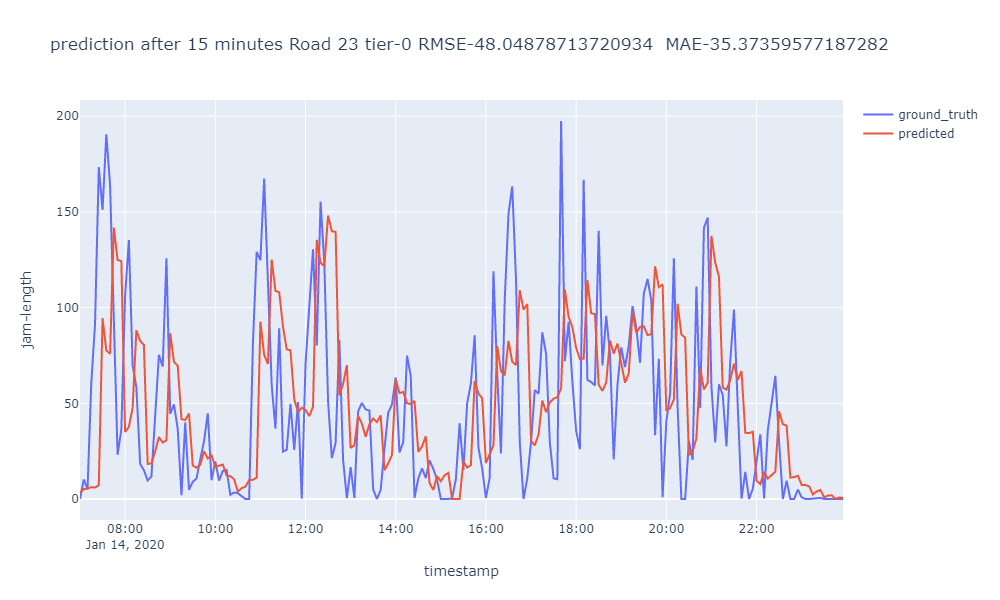 prediction after 15 minutes Road 23 tier-0 RMSE-48.04878713720934  MAE-35.37359577187282
ground_truth
predicted
200
150
100
50
0
jam-length
08:00 10:00 12:00 14:00 16:00 18:00 20:00 22:00
Jan 14, 2020
timestamp